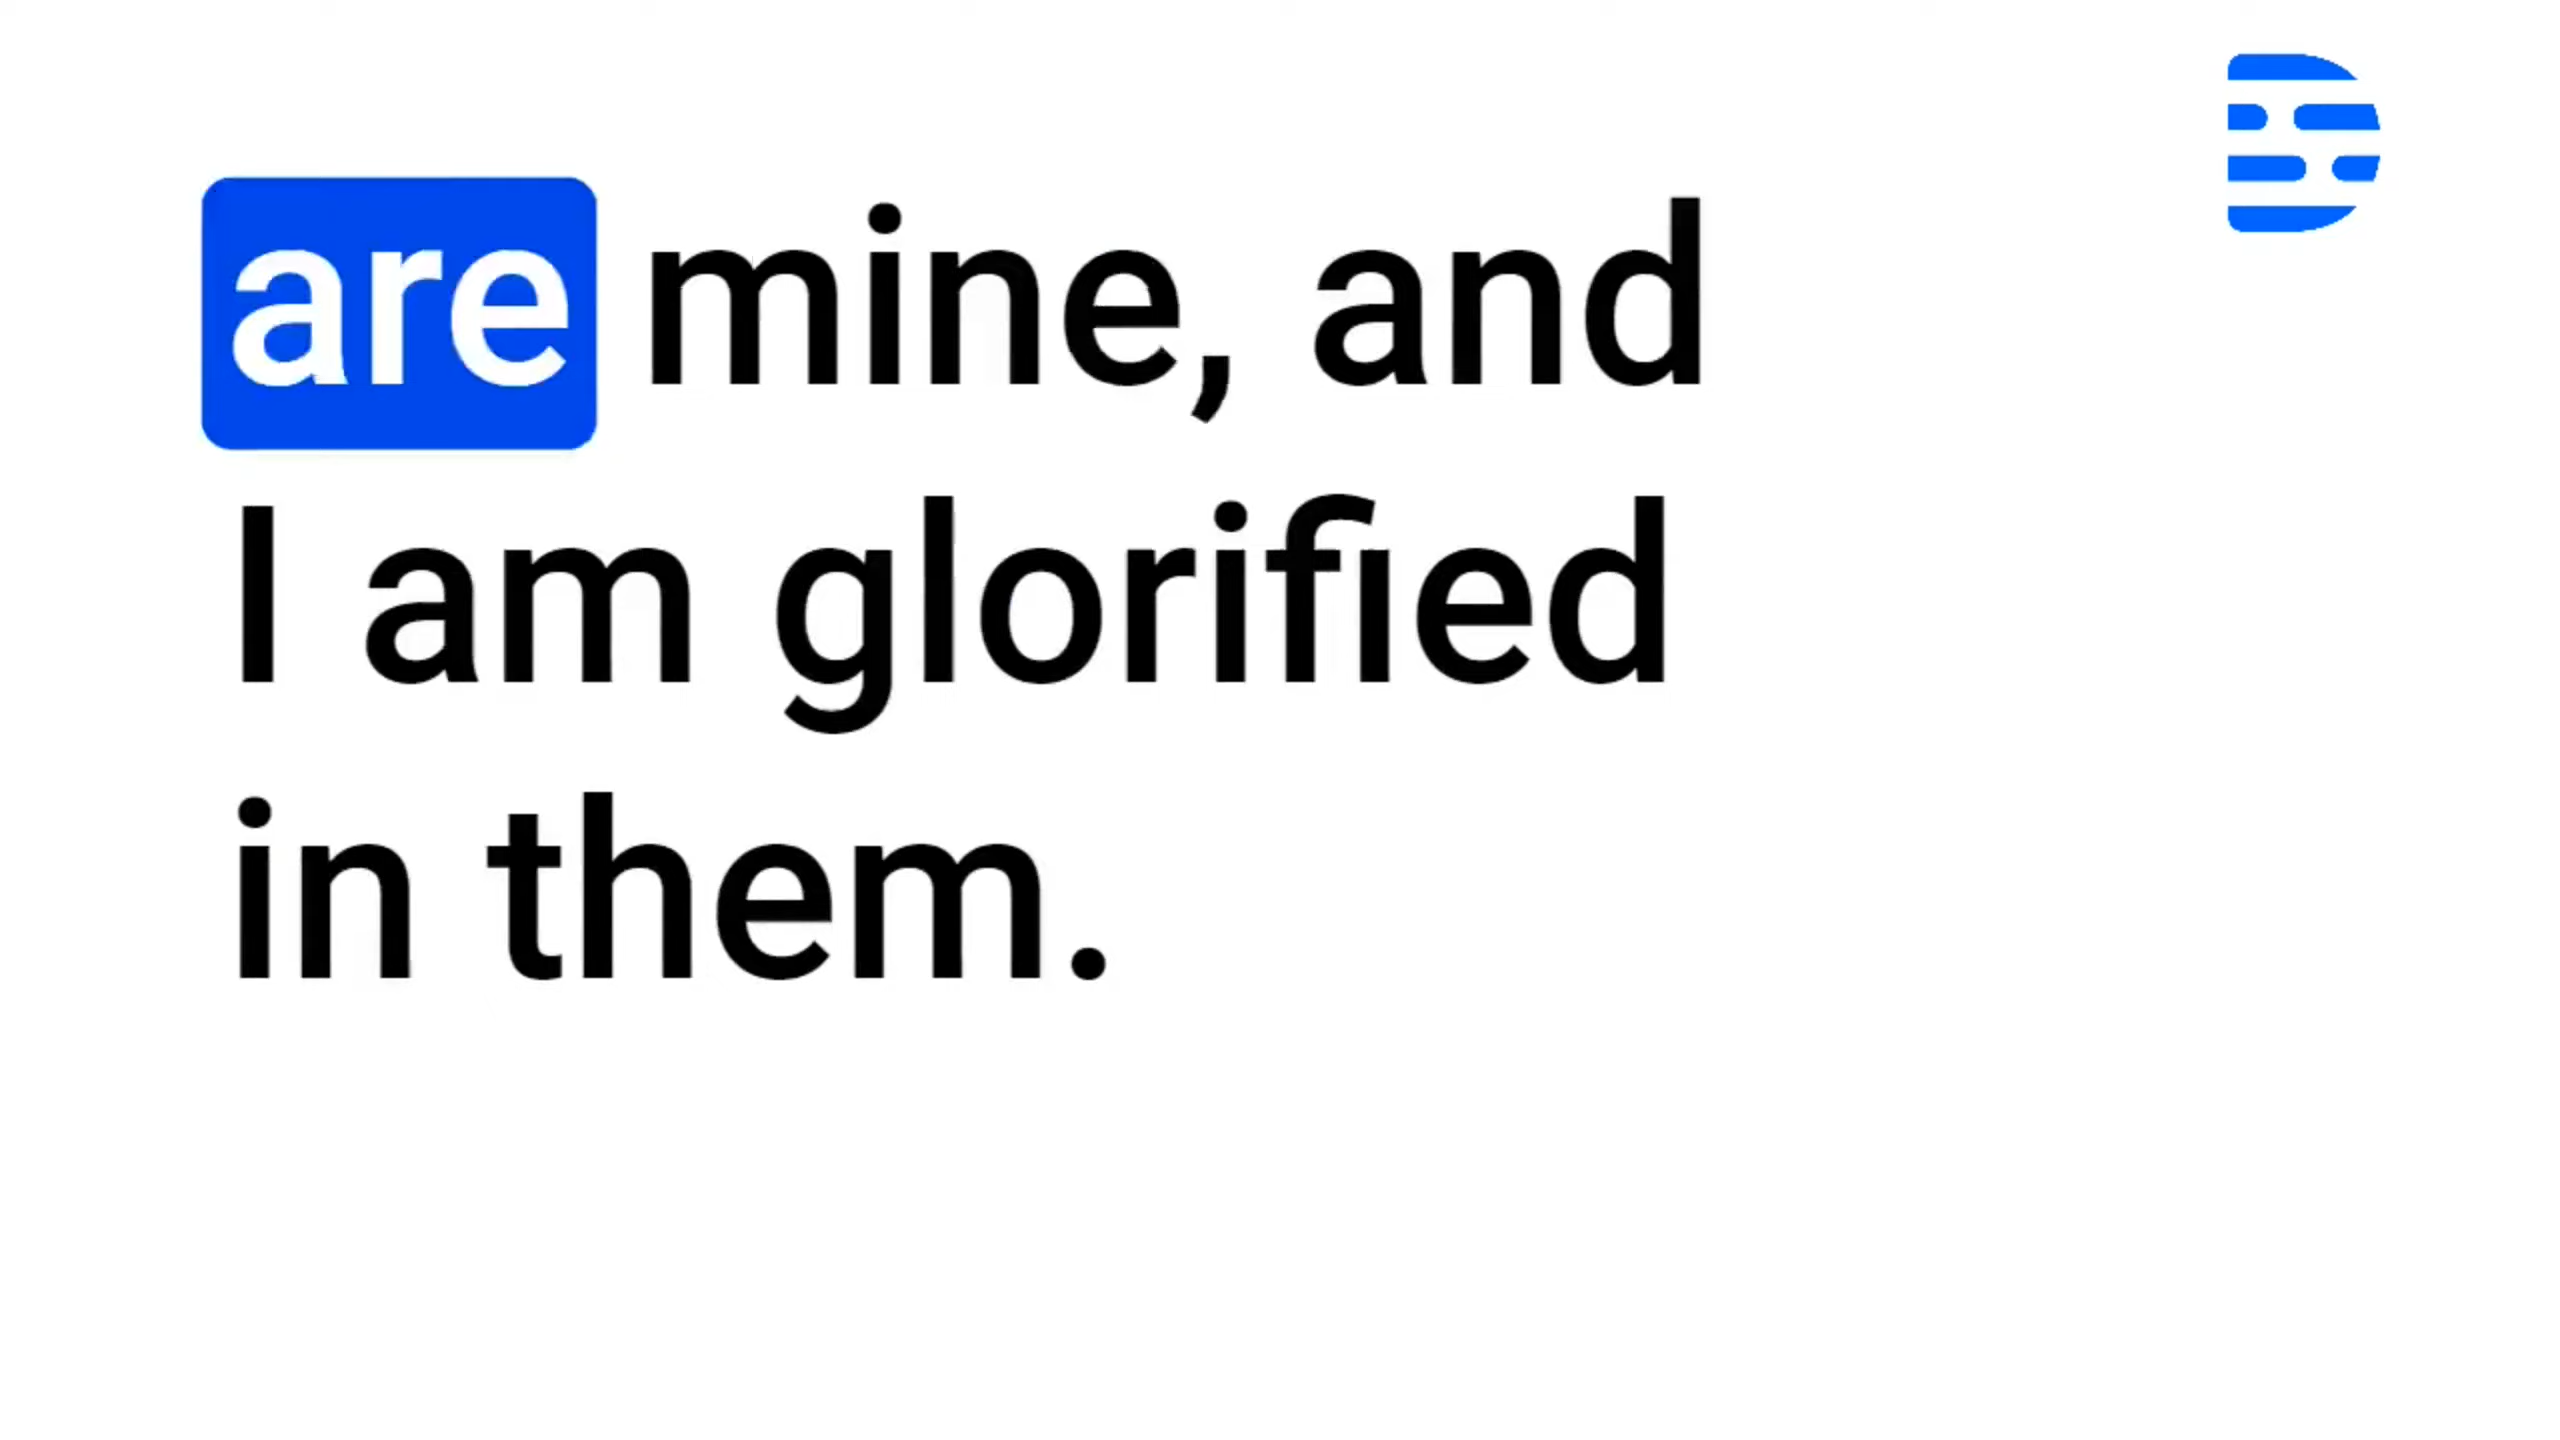 are mine, and
I am glorified
in them.